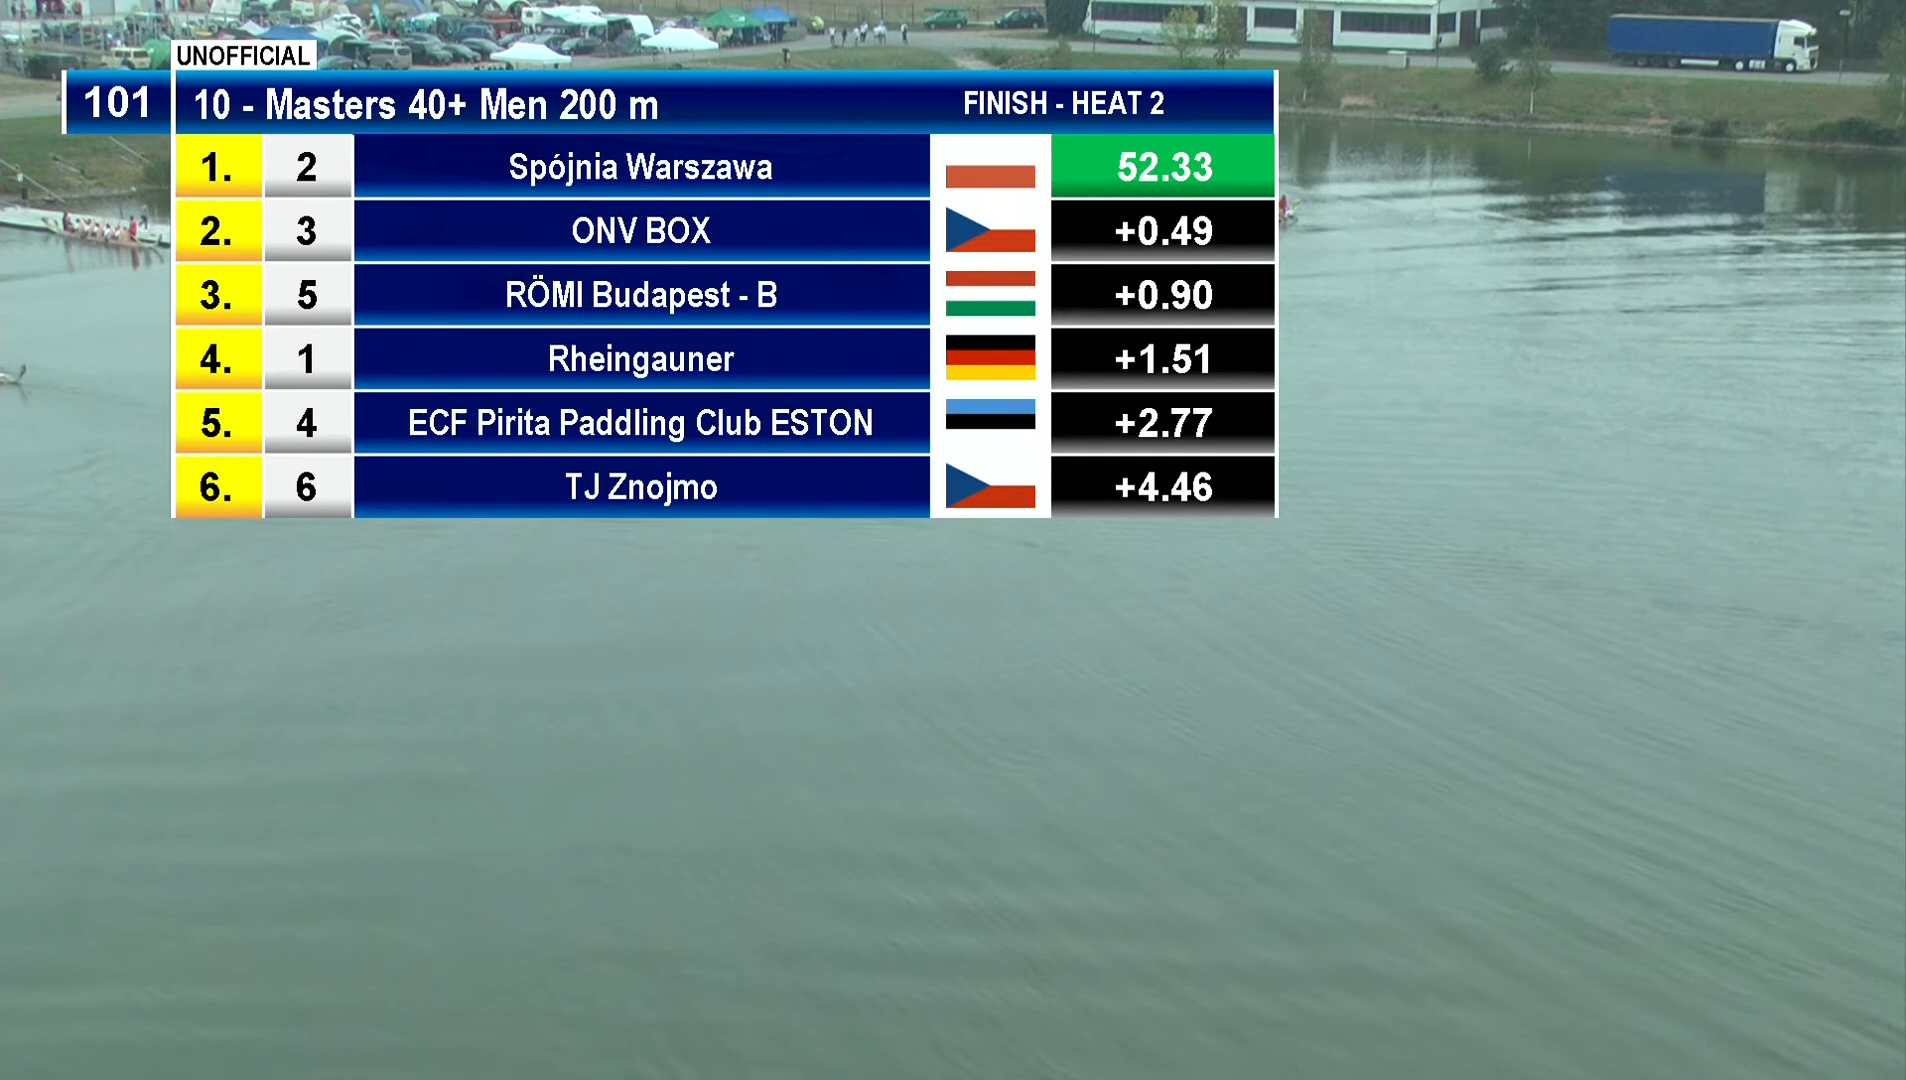 UNOFFICIAL
101 10 - Masters 40+ Men 200 m FINISH - HEAT 2
1. 2 Spójnia Warszawa 52.33
2. 3 ONV BOX +0.49
3. 5 RÖMI Budapest - B +0.90
4. 1 Rheingauner +1.51
5. 4 ECF Pirita Paddling Club ESTON +2.77
6. 6 TJ Znojmo +4.46